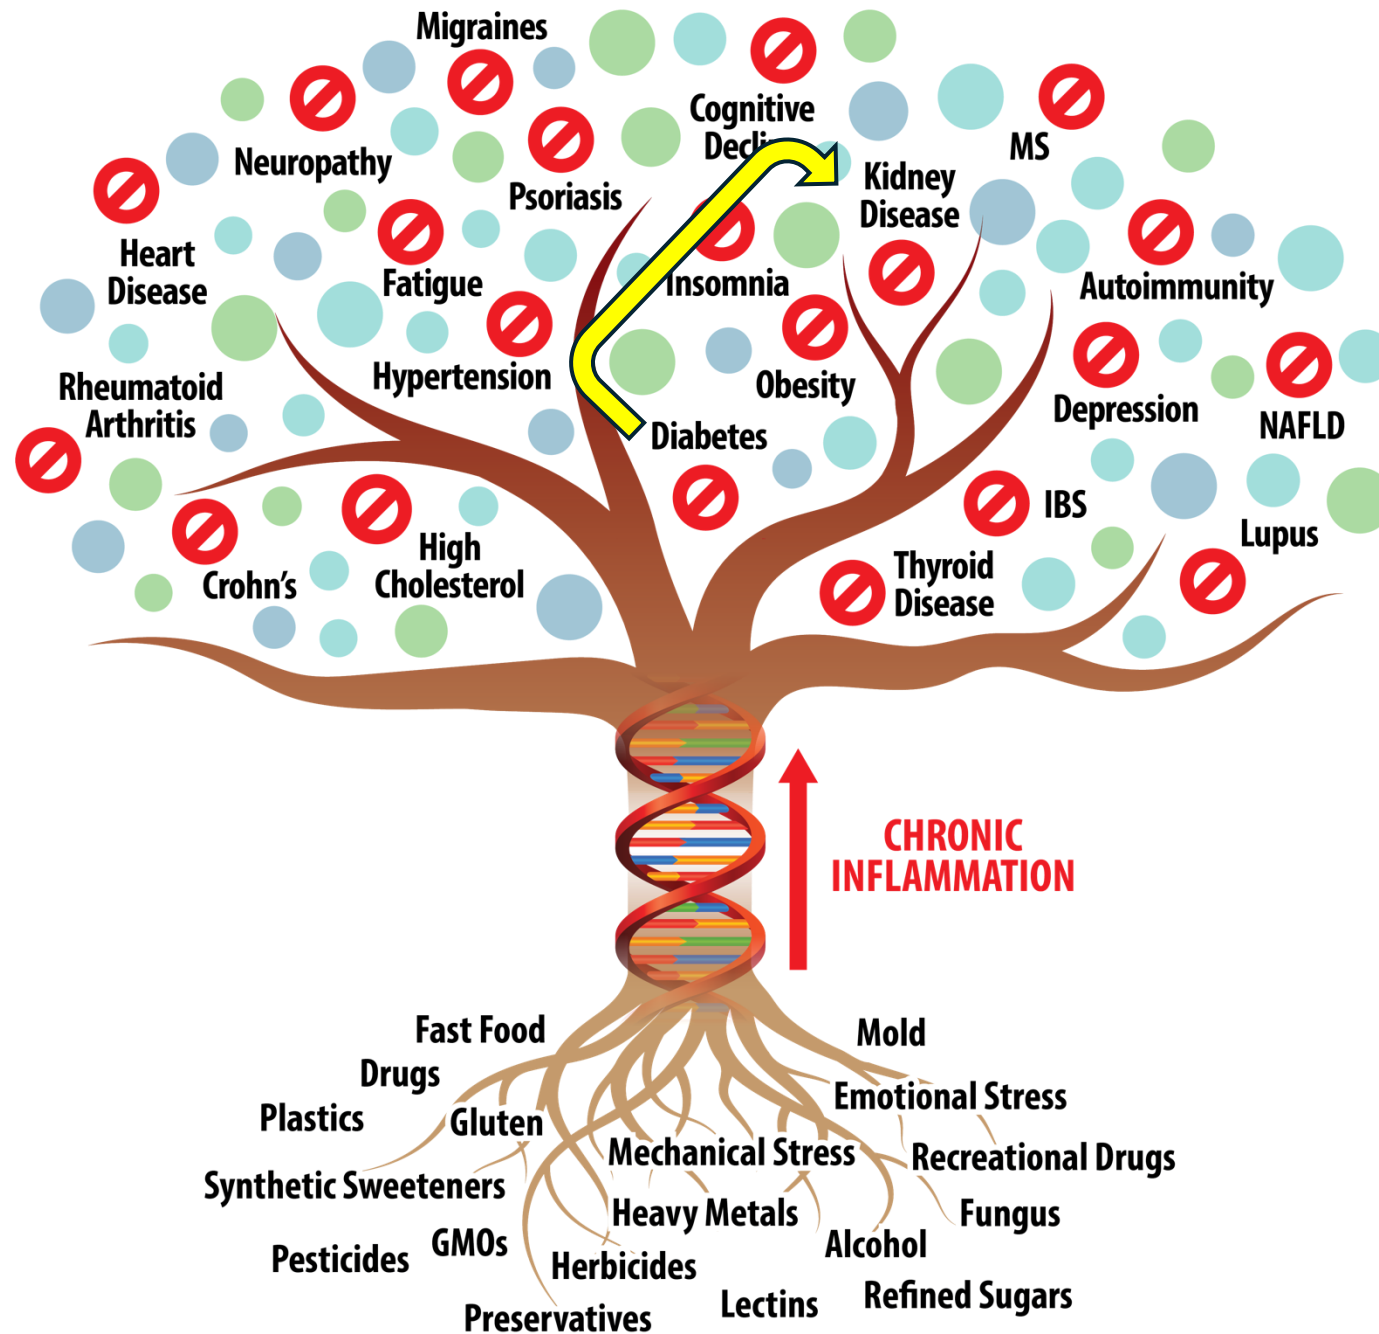 Migraines
Cognitive
Decline
MS
Neuropathy
Psoriasis
Kidney
Disease
Heart
Disease
Fatigue
Insomnia
Autoimmunity
Rheumatoid
Arthritis
Hypertension
Obesity
Depression
NAFLD
Diabetes
IBS
Lupus
Crohn's
High
Cholesterol
Thyroid
Disease
CHRONIC
INFLAMMATION
Fast Food
Mold
Drugs
Emotional Stress
Plastics
Gluten
Mechanical Stress
Recreational Drugs
Synthetic Sweeteners
Heavy Metals
Fungus
GMOs
Alcohol
Pesticides
Herbicides
Refined Sugars
Preservatives
Lectins